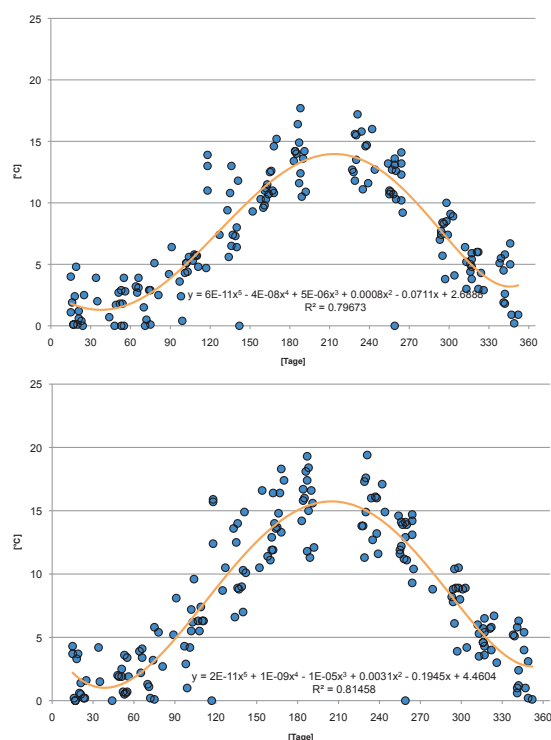 25
20
15
10
5
0
[°C]
y = 6E-11x⁵ - 4E-08x⁴ + 5E-06x³ + 0.0008x² - 0.0711x + 2.6888
R² = 0.79673
0 30 60 90 120 150 180 210 240 270 300 330 360
[Tage]
25
20
15
10
5
0
[°C]
y = 2E-11x⁵ + 1E-09x⁴ - 1E-05x³ + 0.0031x² - 0.1945x + 4.4604
R² = 0.81458
0 30 60 90 120 150 180 210 240 270 300 330 360
[Tage]